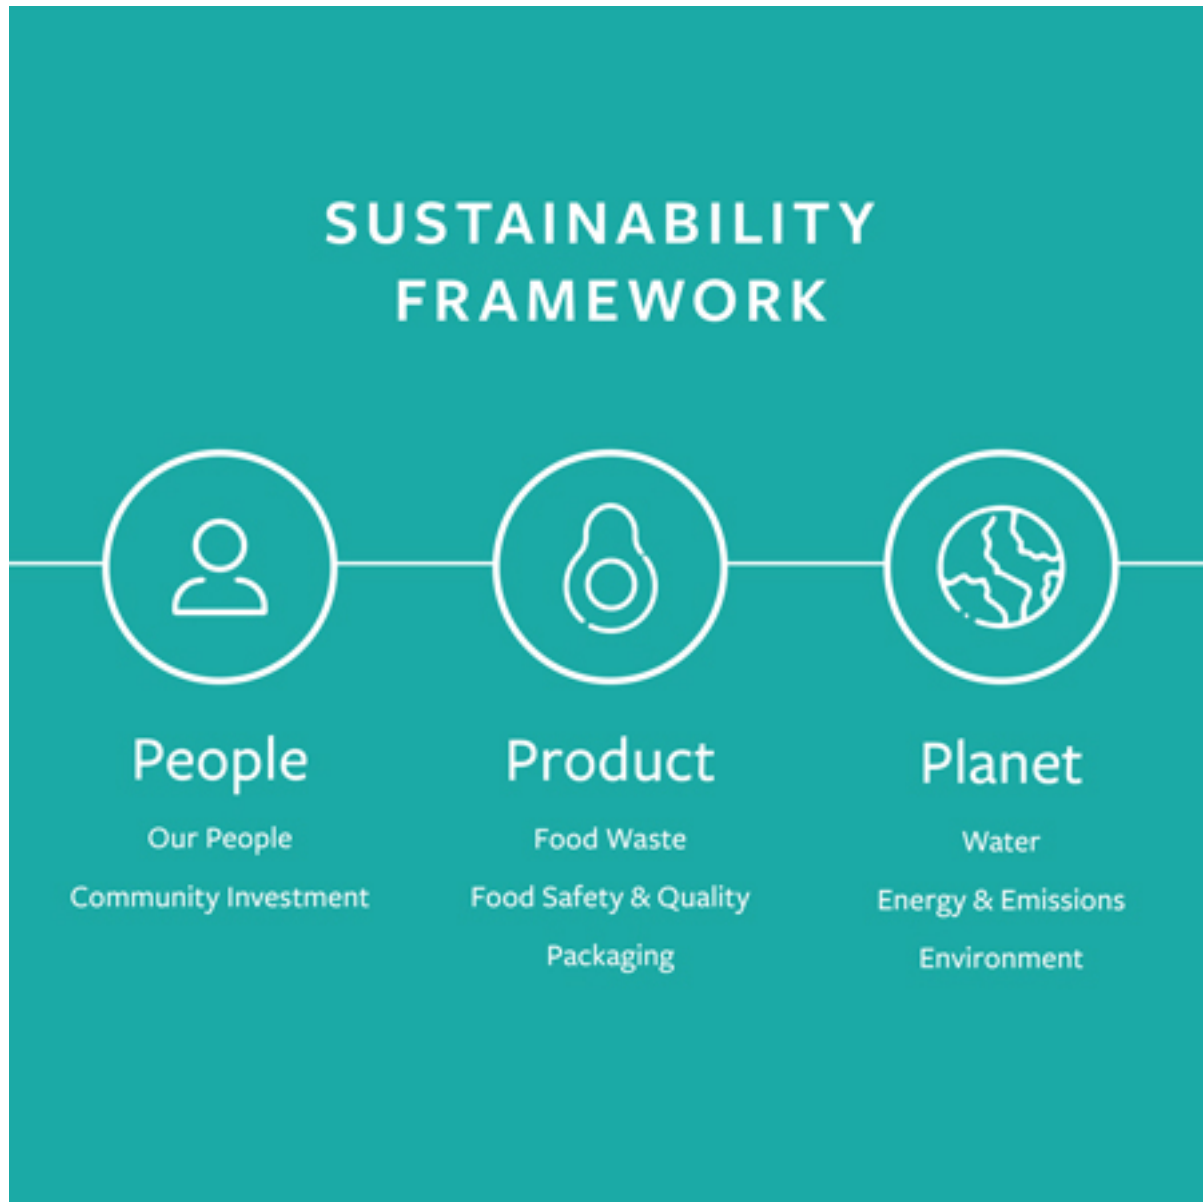 SUSTAINABILITY
FRAMEWORK
People
Our People
Community Investment
Product
Food Waste
Food Safety & Quality
Packaging
Planet
Water
Energy & Emissions
Environment